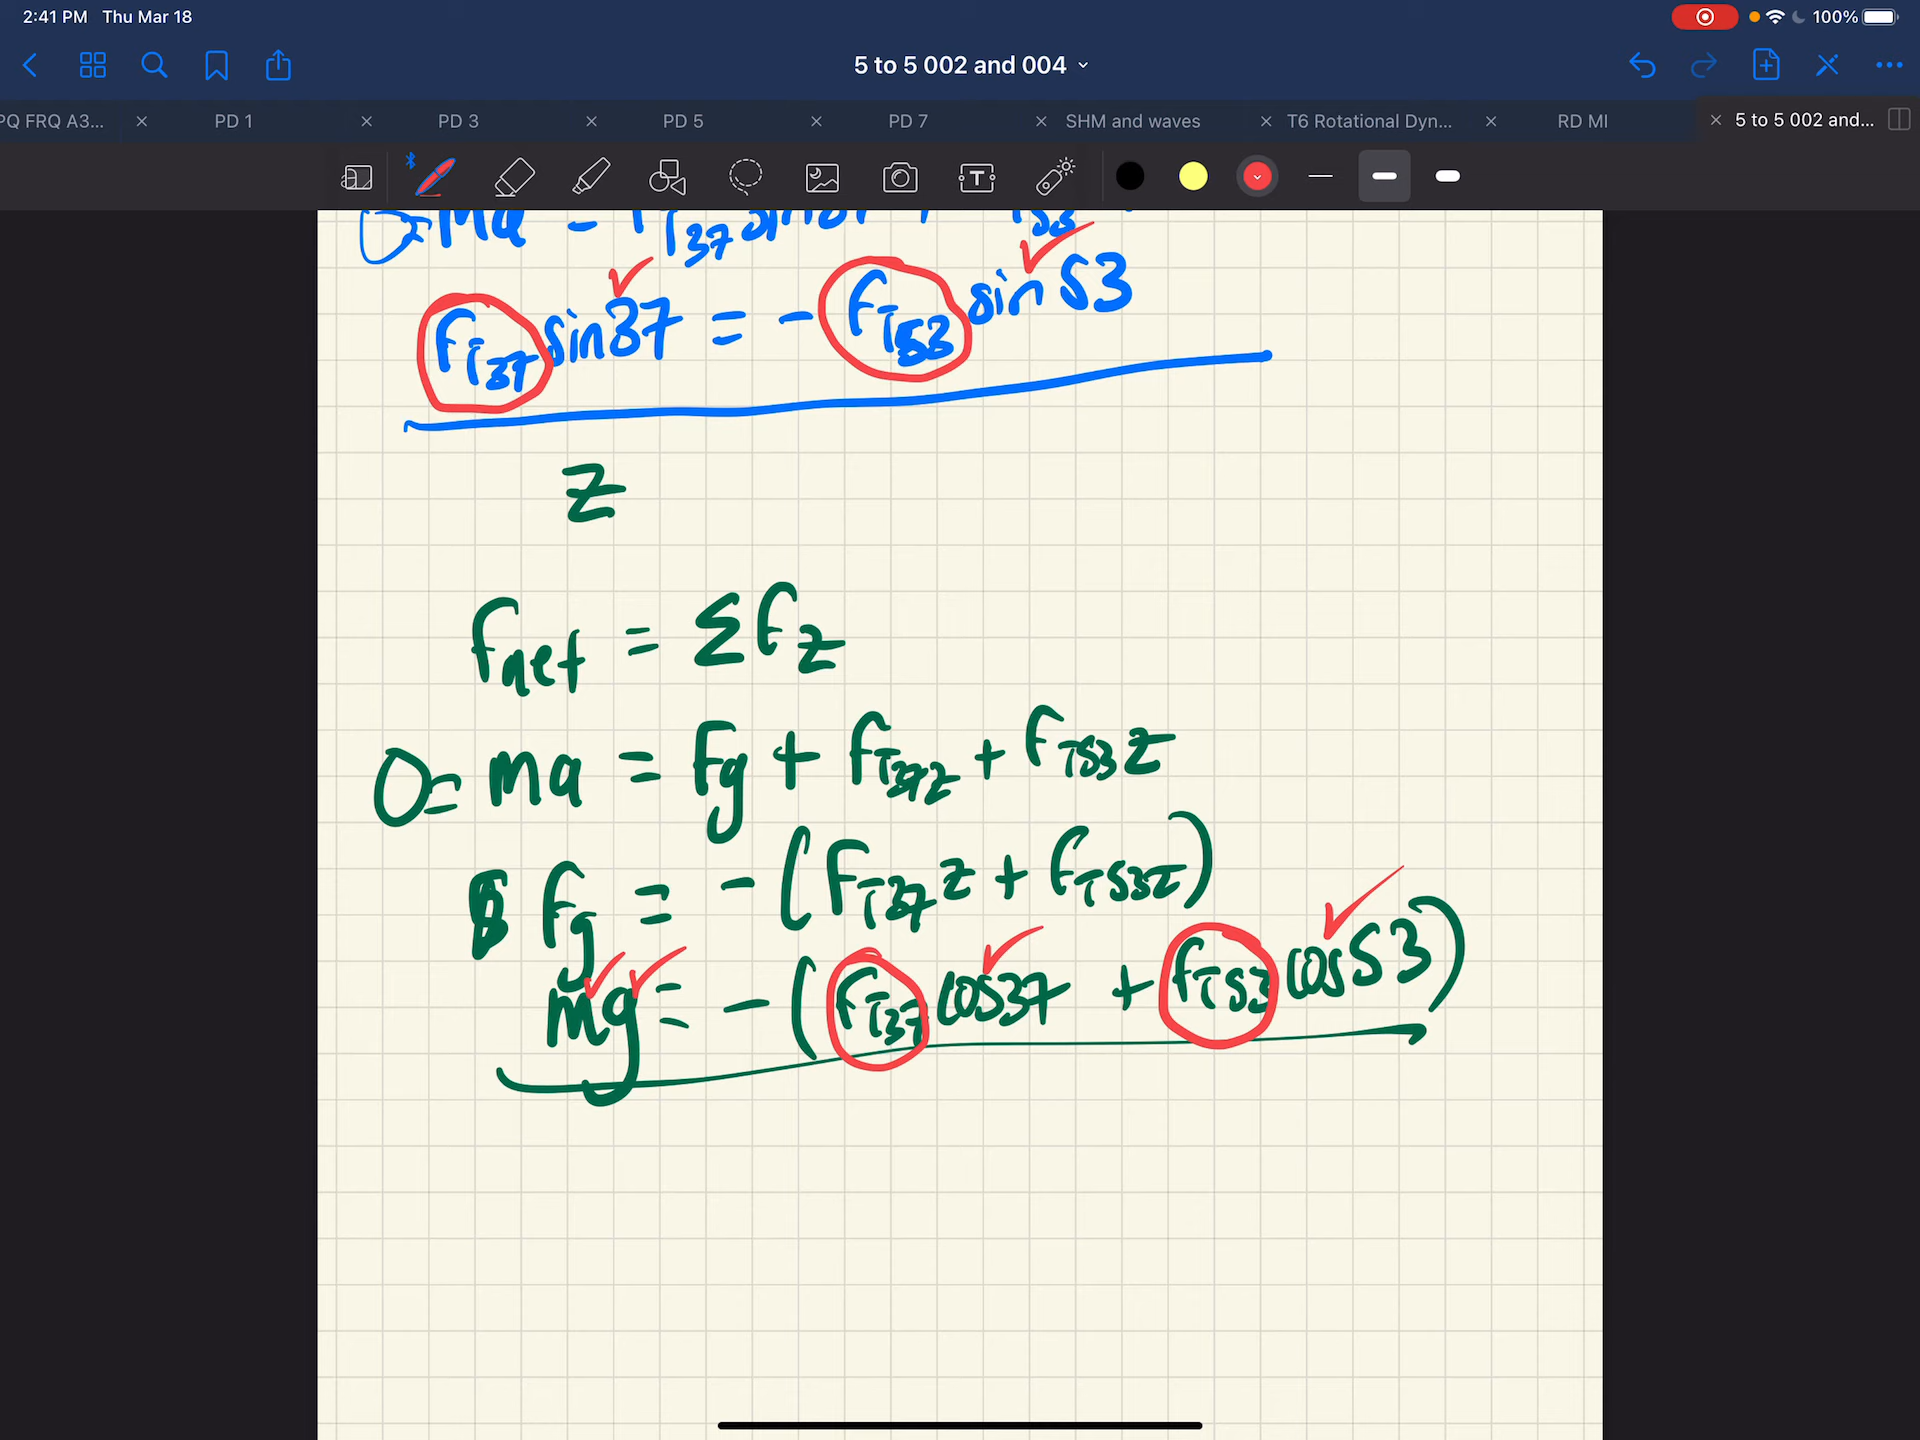 2:41 PM Thu Mar 18
100%
5 to 5 002 and 004
PQ FRQ A3...
PD 1
PD 3
PD 5
PD 7
SHM and waves
T6 Rotational Dyn...
RD MI
5 to 5 002 and...
T
FT37 sin37 = - FT53 sin 53
Z
Fnet = ΣFz
0= ma = Fg + FT37z + FT53z
Fg = -(FT37z + FT53z)
mg = -(FT37 cos37 + FT53 cos53)